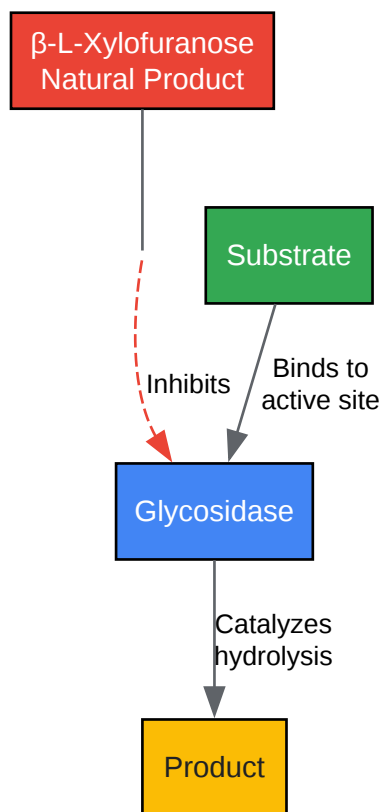 β-L-Xylofuranose
Natural Product
Substrate
Inhibits
Binds to
active site
Glycosidase
Catalyzes
hydrolysis
Product